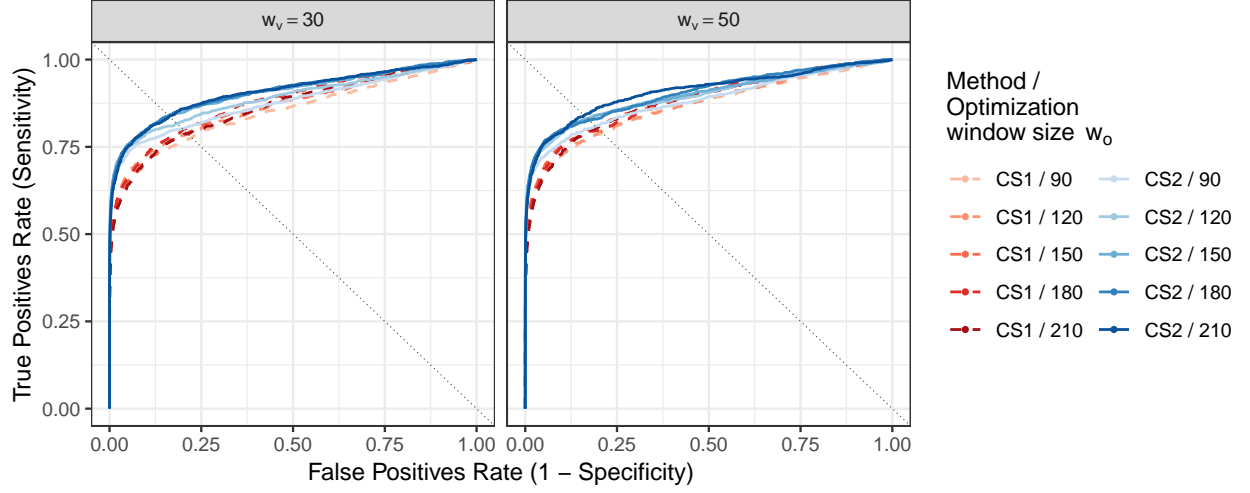 w_v = 30
w_v = 50
True Positives Rate (Sensitivity)
1.00
0.75
0.50
0.25
0.00
0.00 0.25 0.50 0.75 1.00
0.00 0.25 0.50 0.75 1.00
False Positives Rate (1 − Specificity)
Method /
Optimization
window size w_o
CS1 / 90 CS2 / 90
CS1 / 120 CS2 / 120
CS1 / 150 CS2 / 150
CS1 / 180 CS2 / 180
CS1 / 210 CS2 / 210